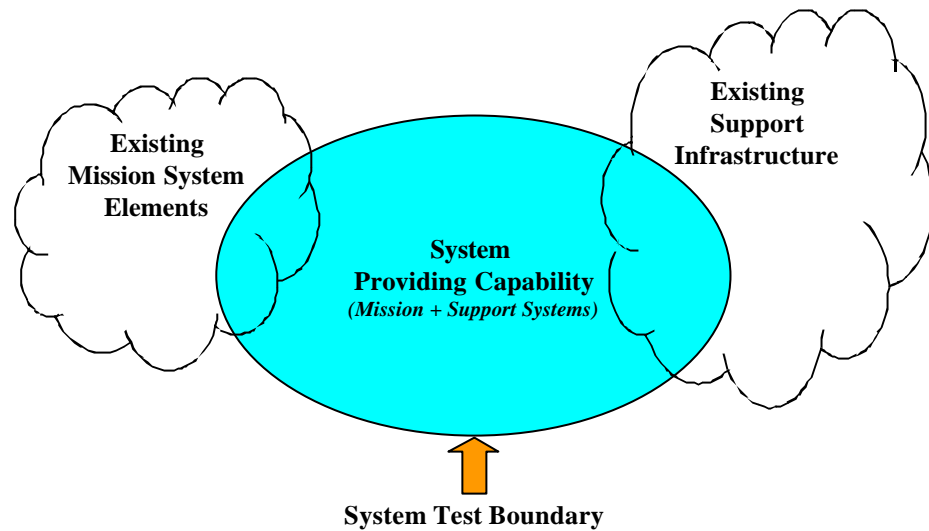 Existing
Mission System
Elements
Existing
Support
Infrastructure
System
Providing Capability
(Mission + Support Systems)
System Test Boundary